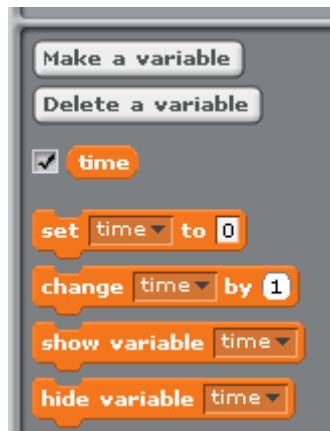 Make a variable
Delete a variable
time
set time to 0
change time by 1
show variable time
hide variable time